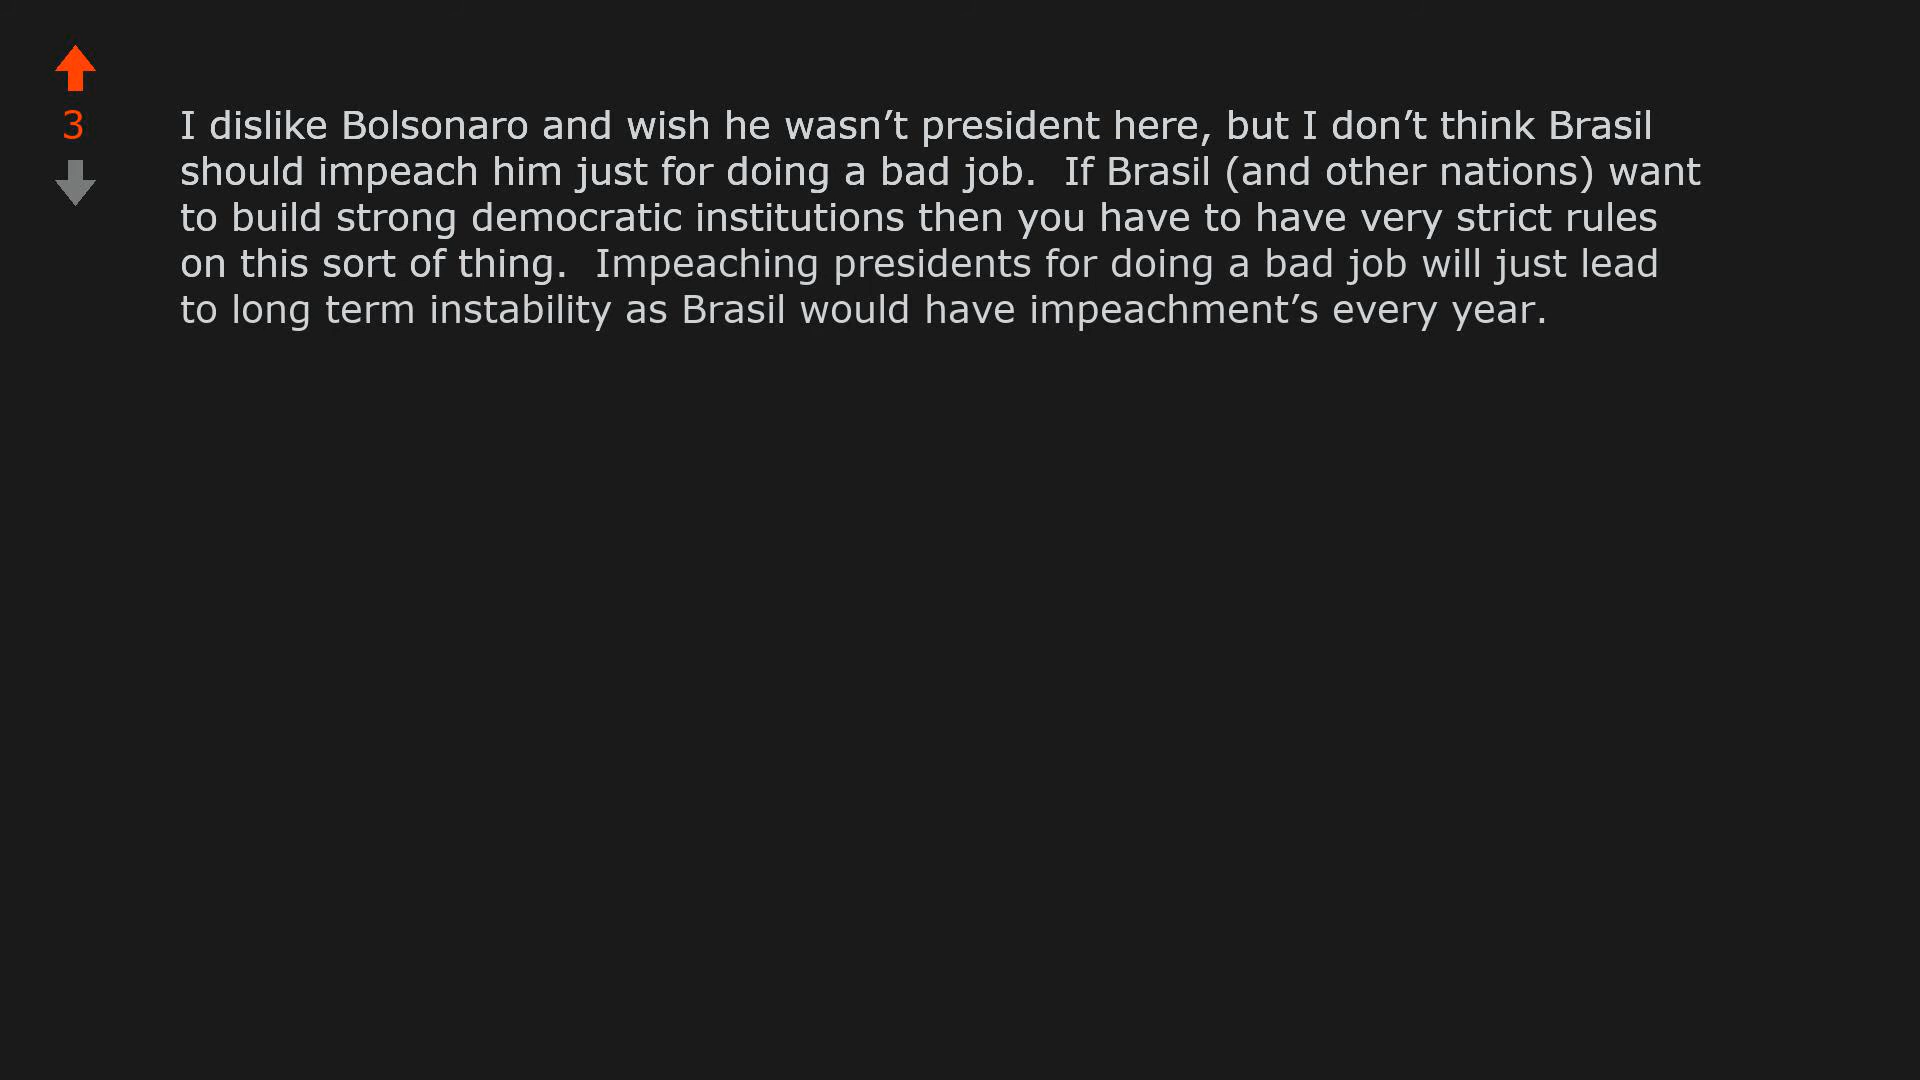 3
I dislike Bolsonaro and wish he wasn’t president here, but I don’t think Brasil
should impeach him just for doing a bad job.  If Brasil (and other nations) want
to build strong democratic institutions then you have to have very strict rules
on this sort of thing.  Impeaching presidents for doing a bad job will just lead
to long term instability as Brasil would have impeachment’s every year.